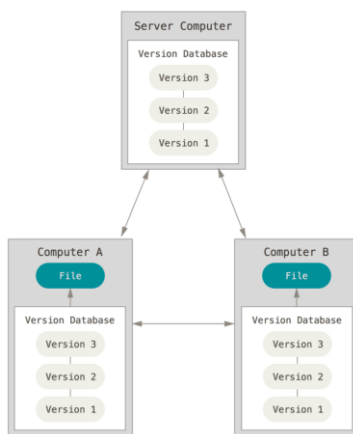 Server Computer
Version Database
Version 3
Version 2
Version 1
Computer A
File
Version Database
Version 3
Version 2
Version 1
Computer B
File
Version Database
Version 3
Version 2
Version 1